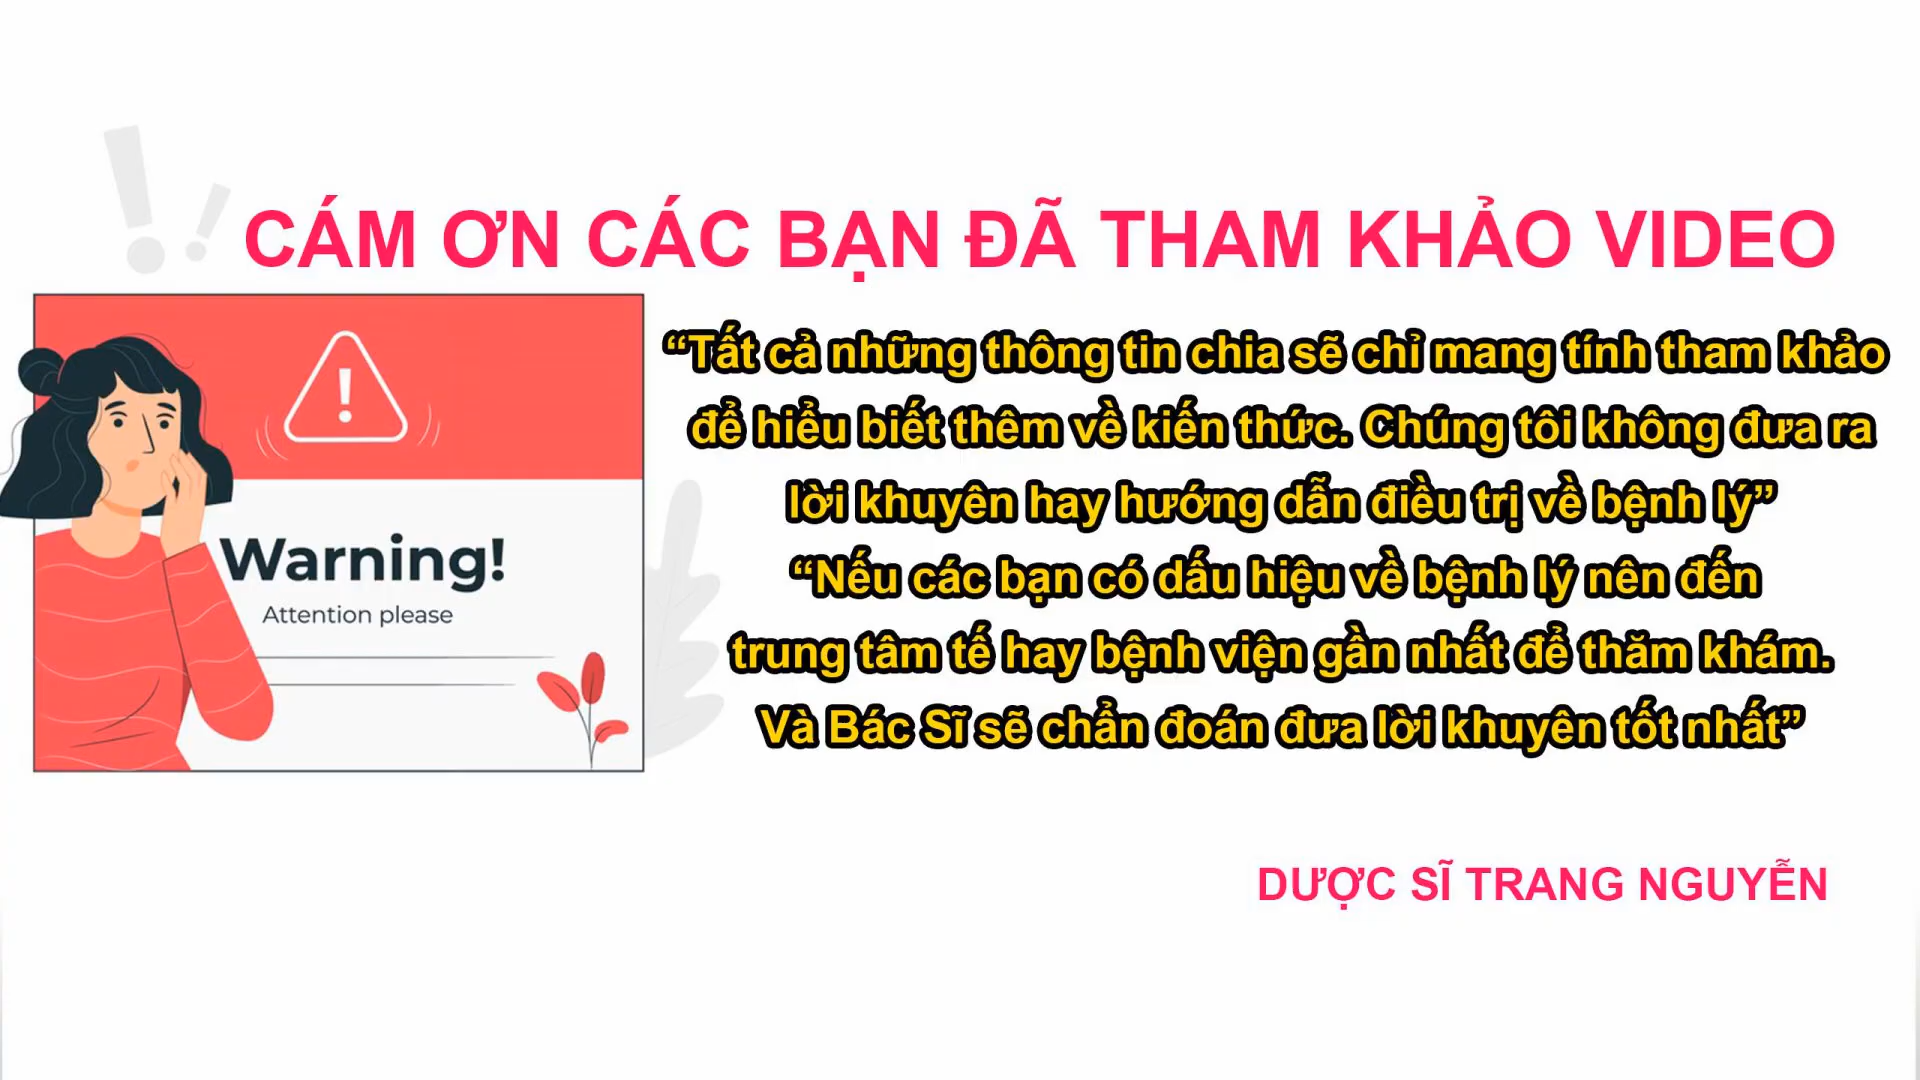 CÁM ƠN CÁC BẠN ĐÃ THAM KHẢO VIDEO
“Tất cả những thông tin chia sẽ chỉ mang tính tham khảo
để hiểu biết thêm về kiến thức. Chúng tôi không đưa ra
lời khuyên hay hướng dẫn điều trị về bệnh lý”
“Nếu các bạn có dấu hiệu về bệnh lý nên đến
trung tâm tế hay bệnh viện gần nhất để thăm khám.
Và Bác Sĩ sẽ chẩn đoán đưa lời khuyên tốt nhất”
Warning!
Attention please
DƯỢC SĨ TRANG NGUYỄN